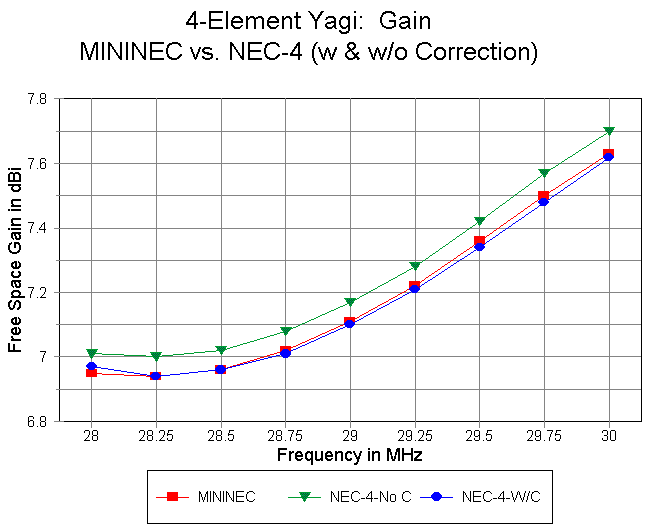 4-Element Yagi:  Gain
MININEC vs. NEC-4 (w & w/o Correction)
Free Space Gain in dBi
7.8
7.6
7.4
7.2
7
6.8
28 28.25 28.5 28.75 29 29.25 29.5 29.75 30
Frequency in MHz
MININEC NEC-4-No C NEC-4-W/C